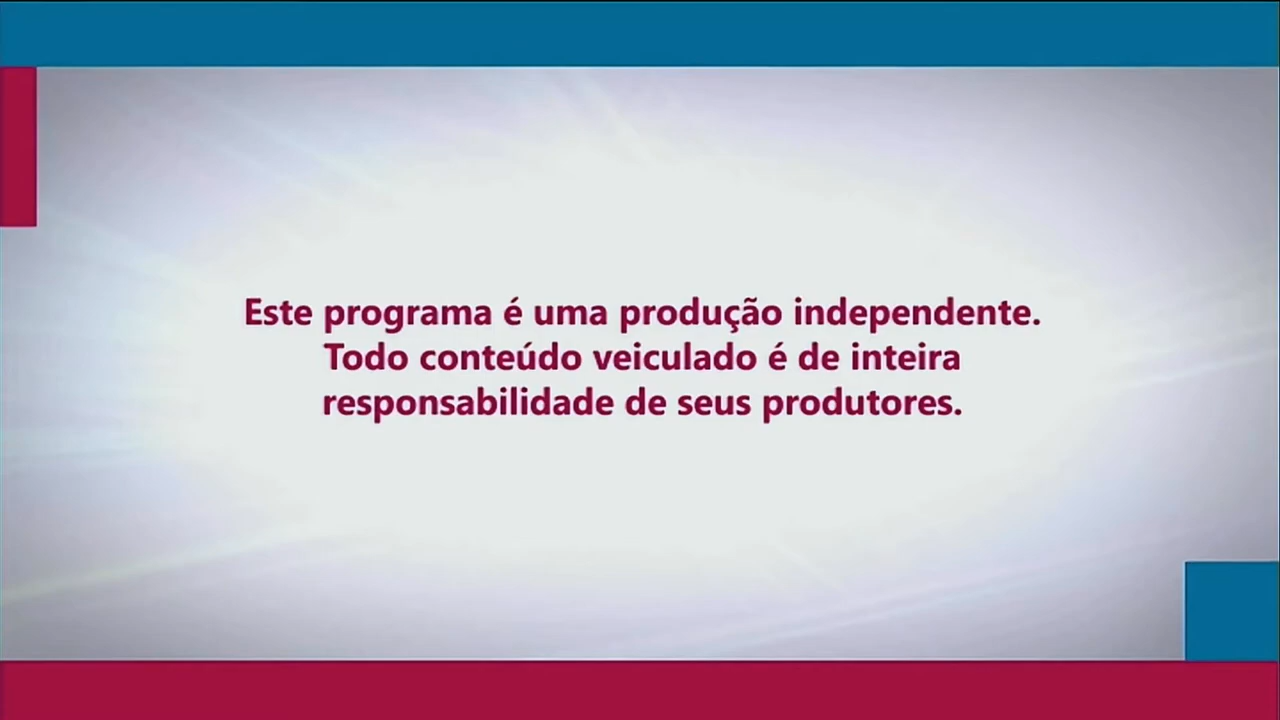 Este programa é uma produção independente.
Todo conteúdo veiculado é de inteira
responsabilidade de seus produtores.